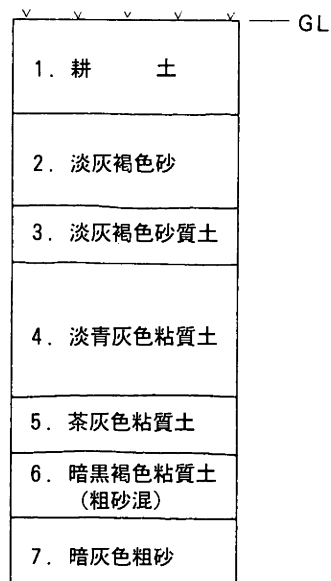 GL
1. 耕　土
2. 淡灰褐色砂
3. 淡灰褐色砂質土
4. 淡青灰色粘質土
5. 茶灰色粘質土
6. 暗黒褐色粘質土
(粗砂混)
7. 暗灰色粗砂